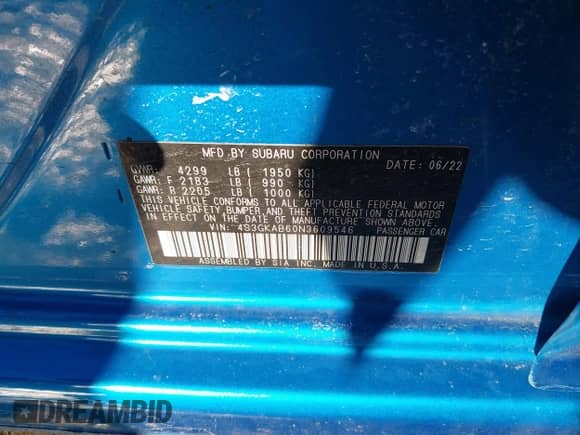 MFD BY SUBARU CORPORATION DATE: 06/22
GVWR: 4299 LB ( 1950 KG)
GAWR: F 2183 LB ( 990 KG)
GAWR: R 2205 LB ( 1000 KG)
THIS VEHICLE CONFORMS TO ALL APPLICABLE FEDERAL MOTOR
VEHICLE SAFETY, BUMPER, AND THEFT PREVENTION STANDARDS
IN EFFECT ON THE DATE OF MANUFACTURE SHOWN ABOVE.
VIN: 4S3GKAB60N3609546 PASSENGER CAR
ASSEMBLED BY SIA INC. MADE IN U.S.A.
DREAMBID